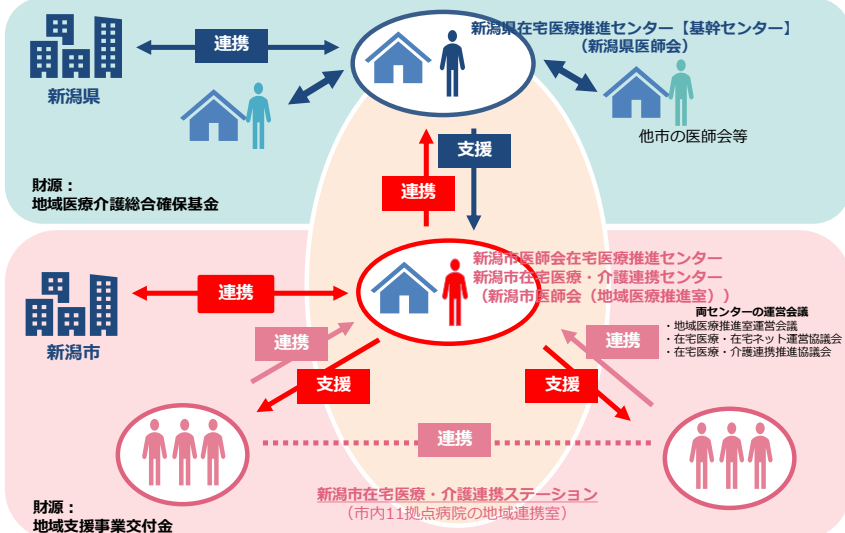 新潟県在宅医療推進センター【基幹センター】
（新潟県医師会）
連携
新潟県
他市の医師会等
支援
連携
財源：
地域医療介護総合確保基金
新潟市医師会在宅医療推進センター
新潟市在宅医療・介護連携センター
（新潟市医師会（地域医療推進室））
連携
新潟市
両センターの運営会議
・地域医療推進室運営会議
・在宅医療・在宅ネット運営協議会
・在宅医療・介護連携推進協議会
連携
連携
支援
支援
連携
新潟市在宅医療・介護連携ステーション
（市内11拠点病院の地域連携室）
財源：
地域支援事業交付金